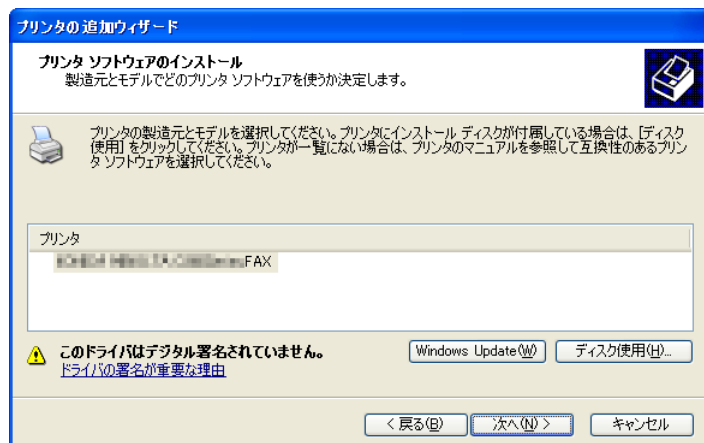 プリンタの追加ウィザード
プリンタ ソフトウェアのインストール
製造元とモデルでどのプリンタ ソフトウェアを使うか決定します。
プリンタの製造元とモデルを選択してください。プリンタにインストール ディスクが付属している場合は、[ディスク
使用] をクリックしてください。プリンタが一覧にない場合は、プリンタのマニュアルを参照して互換性のあるプリン
タ ソフトウェアを選択してください。
プリンタ
FAX
このドライバはデジタル署名されていません。
ドライバの署名が重要な理由
Windows Update(W)
ディスク使用(H)...
< 戻る(B)
次へ(N) >
キャンセル